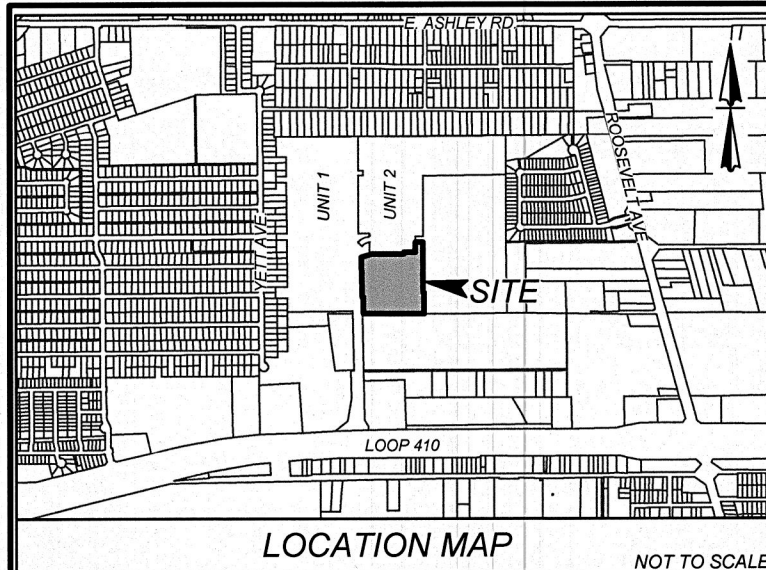 E. ASHLEY RD.
ROOSEVELT AVE
UNIT 1
UNIT 2
YETT AVE.
SITE
LOOP 410
LOCATION MAP
NOT TO SCALE